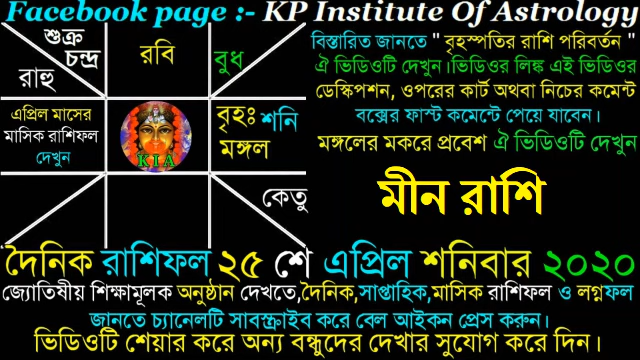 Facebook page :- KP Institute Of Astrology
শুক্র
চন্দ্র
রাহু
রবি
বুধ
এপ্রিল মাসের
মাসিক রাশিফল
দেখুন
KIA
বৃহঃ শনি
মঙ্গল
কেতু
বিস্তারিত জানতে " বৃহস্পতির রাশি পরিবর্তন "
ঐ ভিডিওটি দেখুন।ভিডিওর লিঙ্ক এই ভিডিওর
ডেস্কিপশন, ওপরের কার্ট অথবা নিচের কমেন্ট
বক্সের ফাস্ট কমেন্টে পেয়ে যাবেন।
মঙ্গলের মকরে প্রবেশ ঐ ভিডিওটি দেখুন
মীন রাশি
দৈনিক রাশিফল ২৫ শে এপ্রিল শনিবার ২০২০
জ্যোতিষীয় শিক্ষামূলক অনুষ্ঠান দেখতে,দৈনিক,সাপ্তাহিক,মাসিক রাশিফল ও লগ্নফল
জানতে চ্যানেলটি সাবস্ক্রাইব করে বেল আইকন প্রেস করুন।
ভিডিওটি শেয়ার করে অন্য বন্ধুদের দেখার সুযোগ করে দিন।